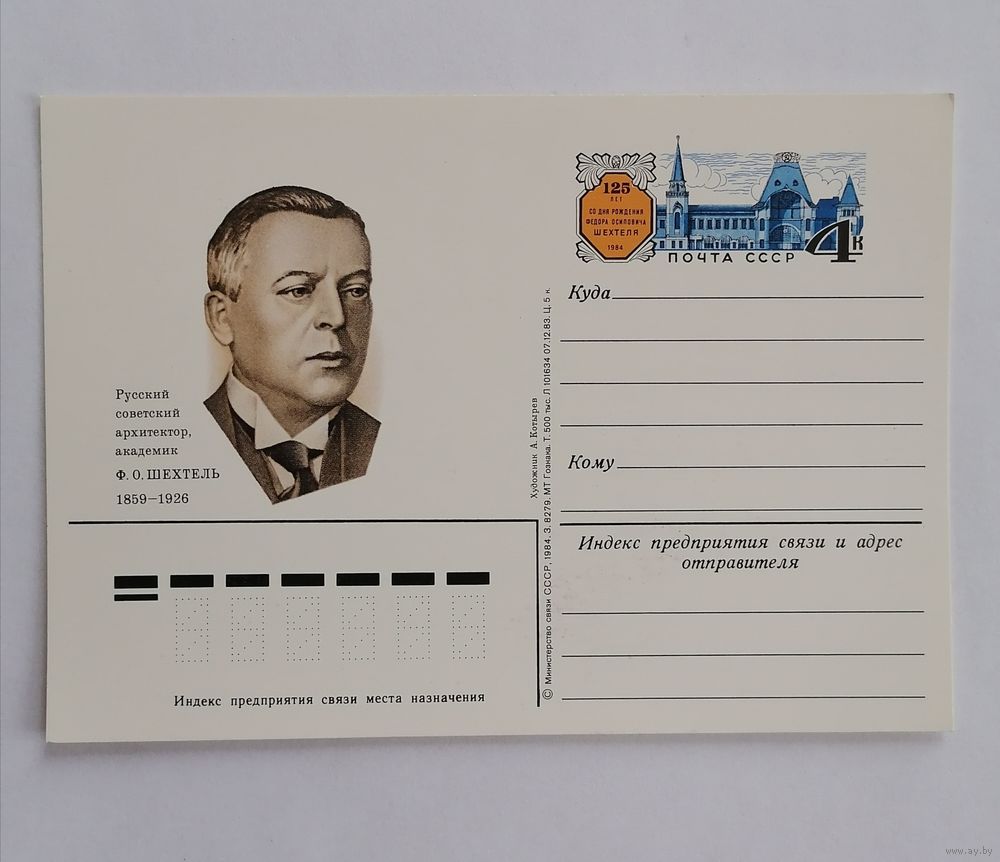 Русский
советский
архитектор,
академик
Ф. О. ШЕХТЕЛЬ
1859–1926
125
ЛЕТ
СО ДНЯ РОЖДЕНИЯ
ФЕДОРА ОСИПОВИЧА
ШЕХТЕЛЯ
1984
ПОЧТА СССР
4к
Куда
Кому
Индекс предприятия связи и адрес
отправителя
Художник А. Котырев
© Министерство связи СССР, 1984. З. 8279. МТ Гознака. Т. 500 тыс. Л 101634 07.12.83. Ц. 5 к.
Индекс предприятия связи места назначения
www.ay.by